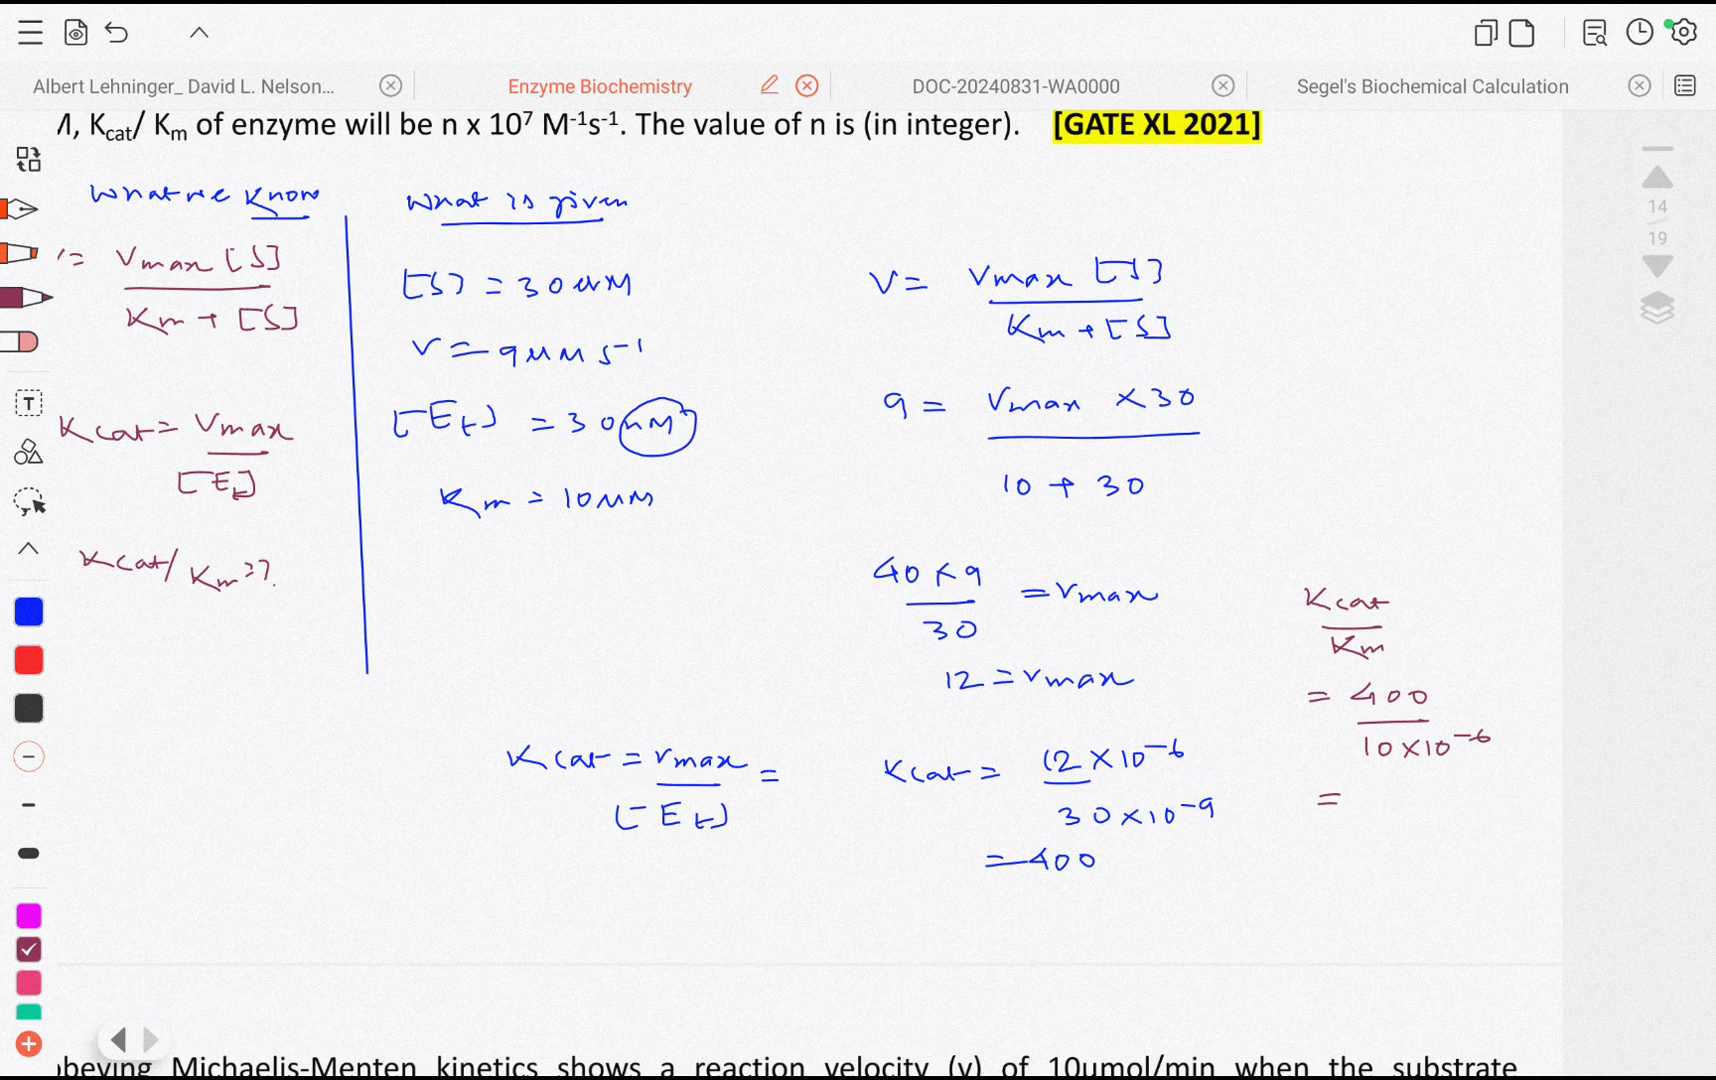 Albert Lehninger_ David L. Nelson... Enzyme Biochemistry DOC-20240831-WA0000 Segel's Biochemical Calculation
M, Kcat/ Km of enzyme will be n x 10⁷ M⁻¹s⁻¹. The value of n is (in integer). [GATE XL 2021]
What we know
= Vmax [S]
Km + [S]
Kcat = Vmax
[Et]
Kcat/ Km = ?.
What is given
[S] = 30 uM
V = 9 uM s⁻¹
[Et] = 30 nM
Km = 10 uM
V = Vmax [S]
Km + [S]
9 = Vmax × 30
10 + 30
40 × 9
30
= Vmax
12 = Vmax
Kcat = Vmax =
[Et]
Kcat = 12 × 10⁻⁶
30 × 10⁻⁹
= 400
Kcat
Km
= 400
10 × 10⁻⁶
=
14
19
T
obeying Michaelis-Menten kinetics shows a reaction velocity (v) of 10umol/min when the substrate